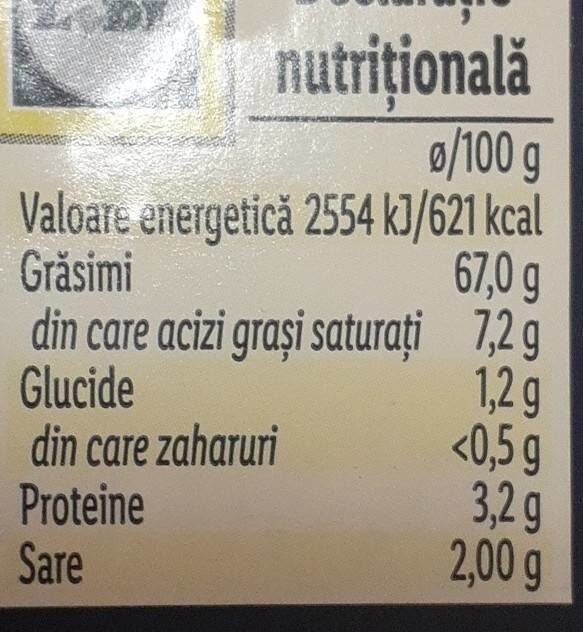 nutrițională
ø/100 g
Valoare energetică 2554 kJ/621 kcal
Grăsimi 67,0 g
din care acizi grași saturați 7,2 g
Glucide 1,2 g
din care zaharuri <0,5 g
Proteine 3,2 g
Sare 2,00 g